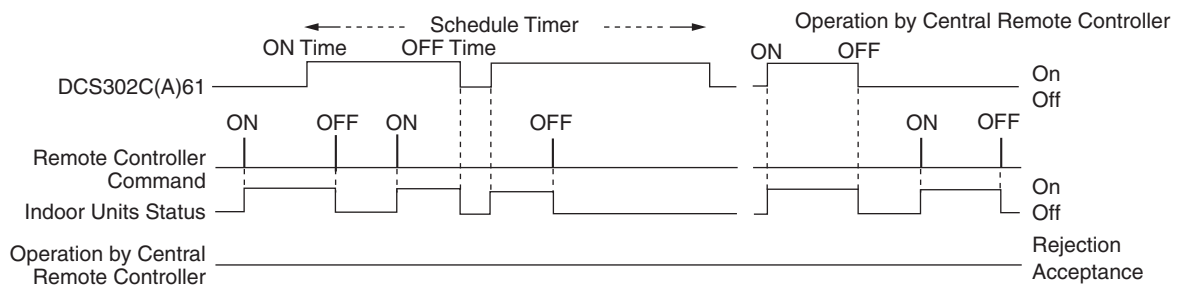 Schedule Timer
Operation by Central Remote Controller
ON Time
OFF Time
ON
OFF
DCS302C(A)61
On
Off
ON
OFF
ON
OFF
ON
OFF
Remote Controller
Command
Indoor Units Status
On
Off
Operation by Central
Remote Controller
Rejection
Acceptance